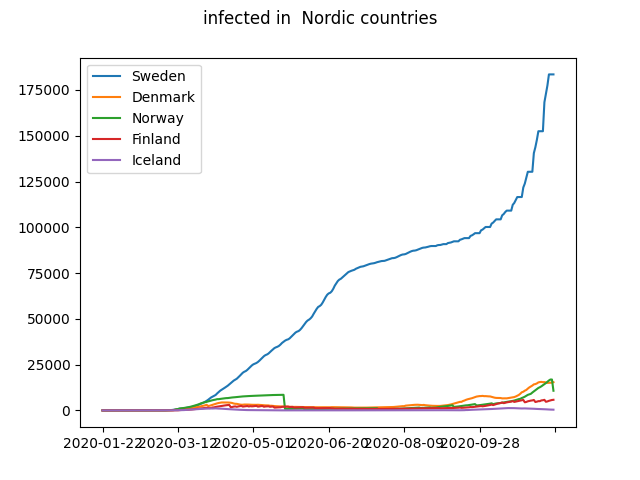 infected in  Nordic countries
Sweden
Denmark
Norway
Finland
Iceland
175000
150000
125000
100000
75000
50000
25000
0
2020-01-22 2020-03-12 2020-05-01 2020-06-20 2020-08-09 2020-09-28